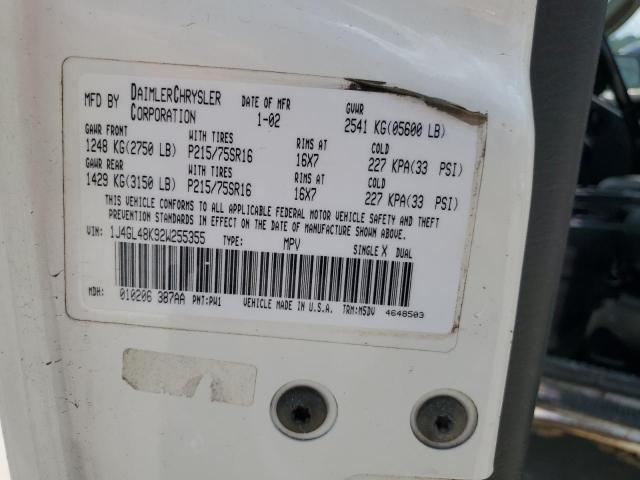 MFD BY DAIMLERCHRYSLER CORPORATION DATE OF MFR 1-02 GVWR 2541 KG(05600 LB)
GAWR FRONT WITH TIRES RIMS AT COLD
1248 KG(2750 LB) P215/75SR16 16X7 227 KPA(33 PSI)
GAWR REAR WITH TIRES RIMS AT COLD
1429 KG(3150 LB) P215/75SR16 16X7 227 KPA(33 PSI)
THIS VEHICLE CONFORMS TO ALL APPLICABLE FEDERAL MOTOR VEHICLE SAFETY AND THEFT
PREVENTION STANDARDS IN EFFECT ON THE DATE OF MANUFACTURE SHOWN ABOVE.
VIN: 1J4GL48K92W255355 TYPE: MPV SINGLE X DUAL
MDH: 010206 387AA PNT:PW1 VEHICLE MADE IN U.S.A. TRM:M5DV 4648503